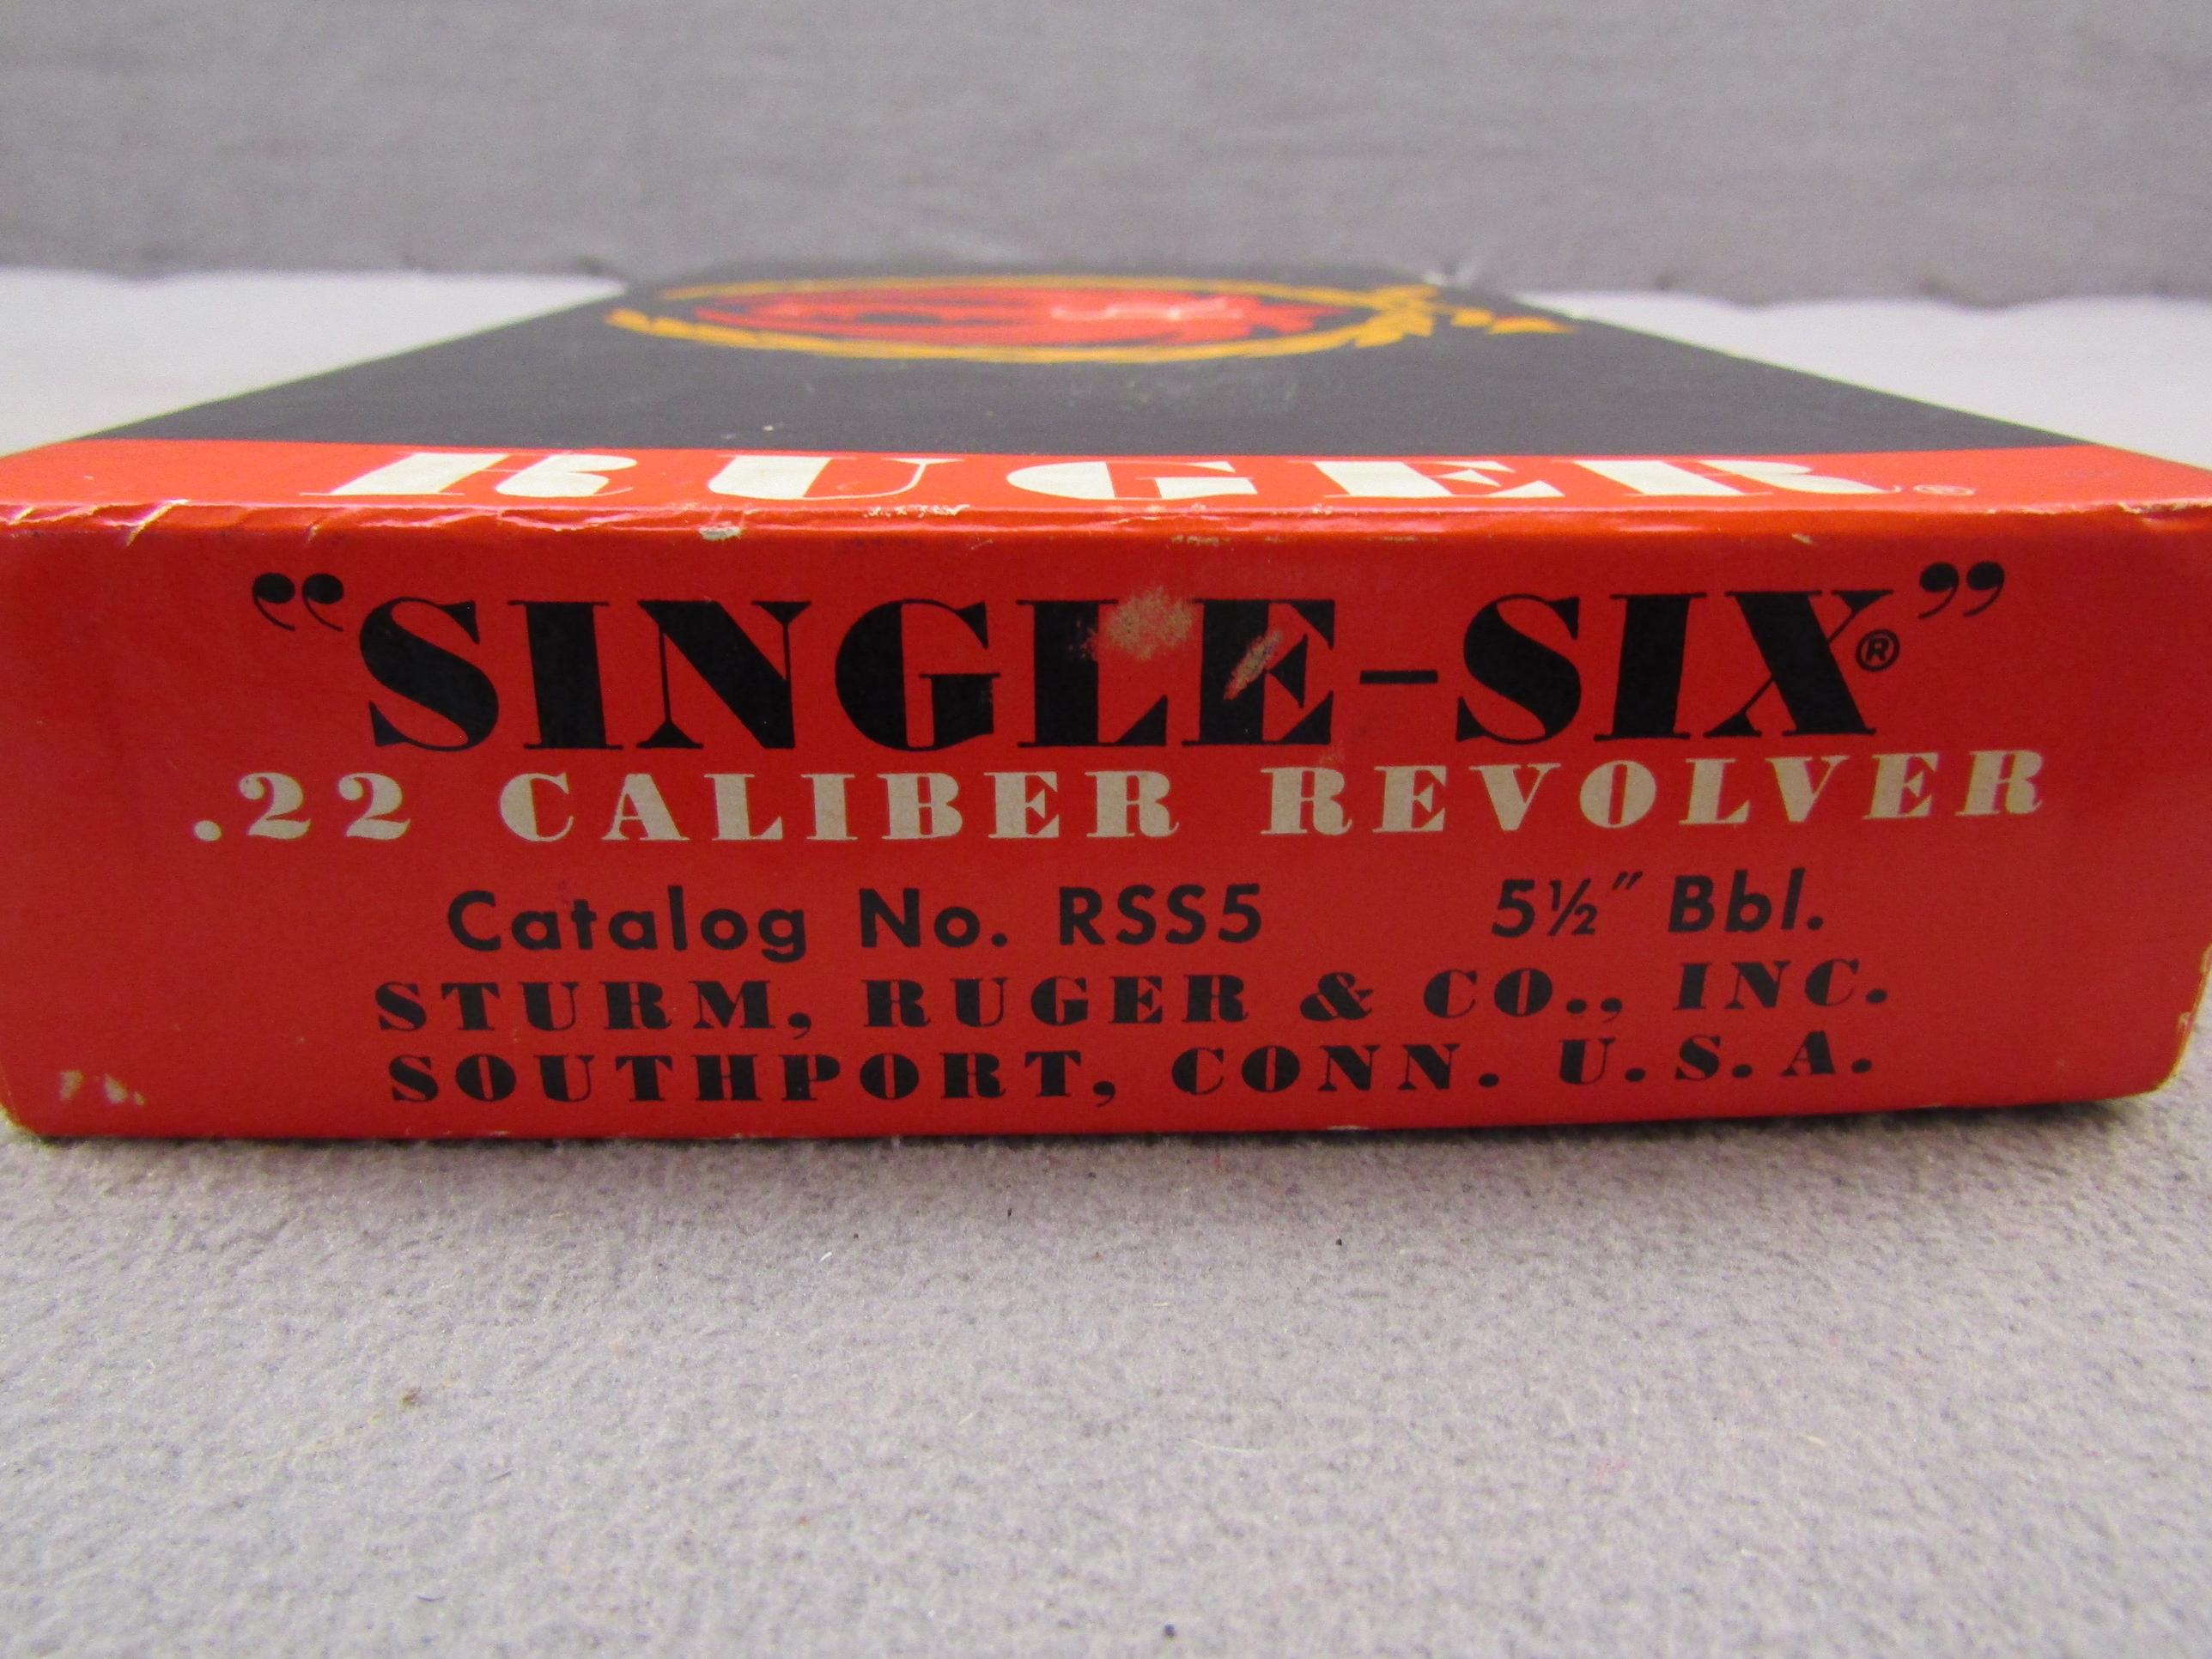 RUGER®
“SINGLE-SIX®”
.22 CALIBER REVOLVER
Catalog No. RSS5 5½" Bbl.
STURM, RUGER & CO., INC.
SOUTHPORT, CONN. U.S.A.